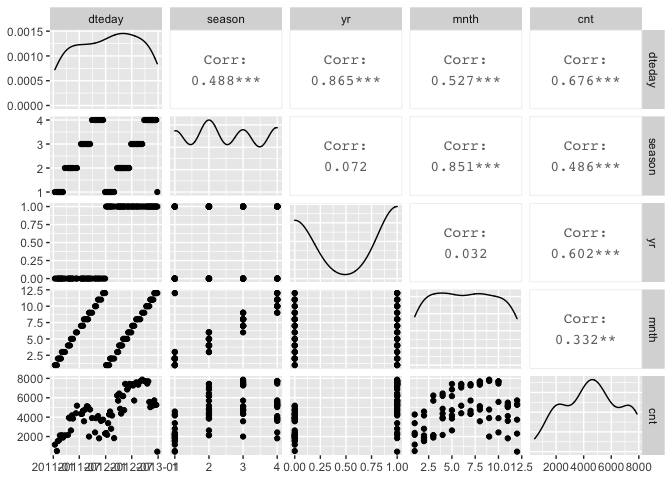 dteday season yr mnth cnt
0.0015
0.0010
0.0005
0.0000
Corr:
0.488***
Corr:
0.865***
Corr:
0.527***
Corr:
0.676***
dteday
4
3
2
1
Corr:
0.072
Corr:
0.851***
Corr:
0.486***
season
1.00
0.75
0.50
0.25
0.00
Corr:
0.032
Corr:
0.602***
yr
12.5
10.0
7.5
5.0
2.5
Corr:
0.332**
mnth
8000
6000
4000
2000
cnt
1 2 3 4
0.00 0.25 0.50 0.75 1.00
2.5 5.0 7.5 10.0 12.5
2000 4000 6000 8000